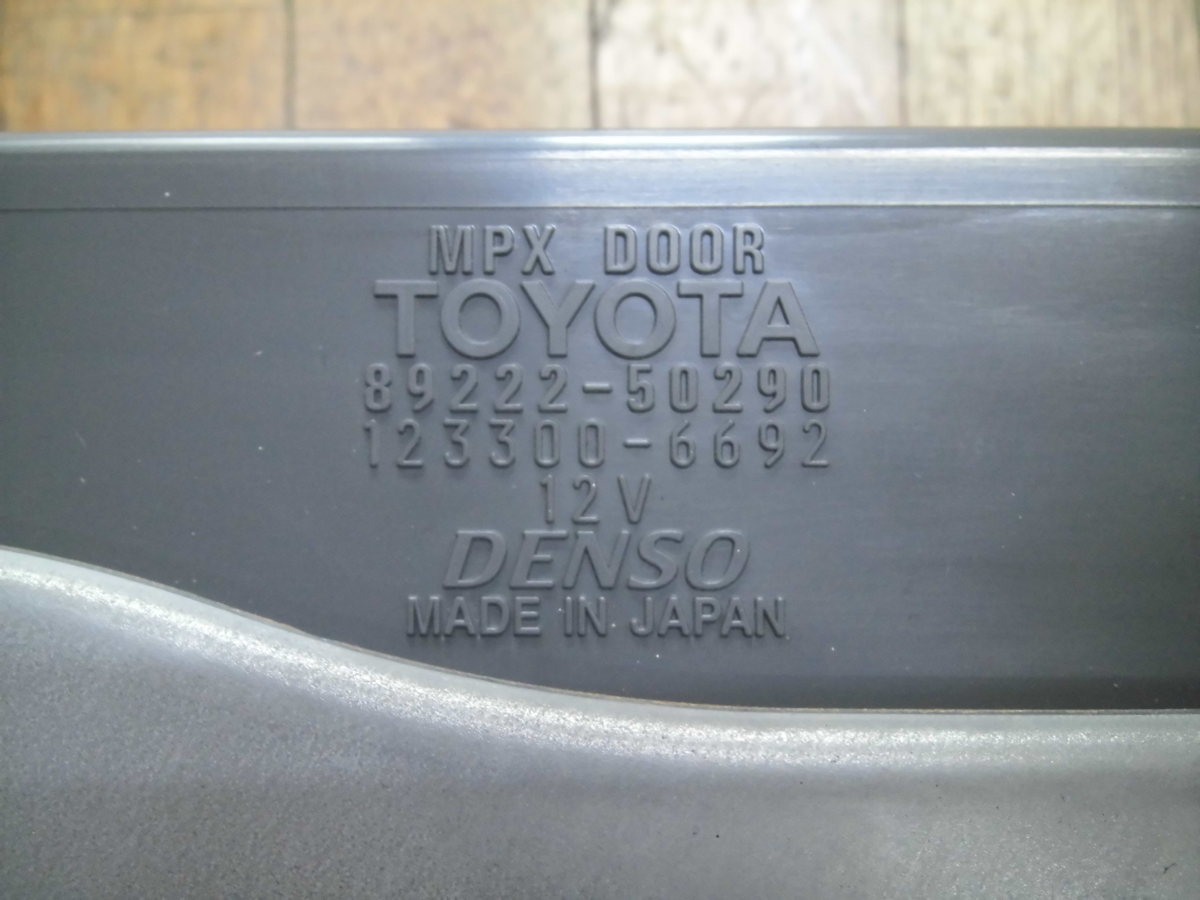 MPX DOOR
TOYOTA
89222-50290
123300-6692
12V
DENSO
MADE IN JAPAN